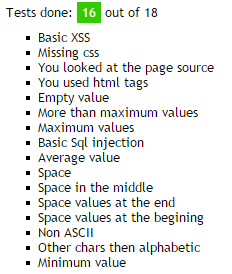 Tests done: 16 out of 18
Basic XSS
Missing css
You looked at the page source
You used html tags
Empty value
More than maximum values
Maximum values
Basic Sql injection
Average value
Space
Space in the middle
Space values at the end
Space values at the begining
Non ASCII
Other chars then alphabetic
Minimum value